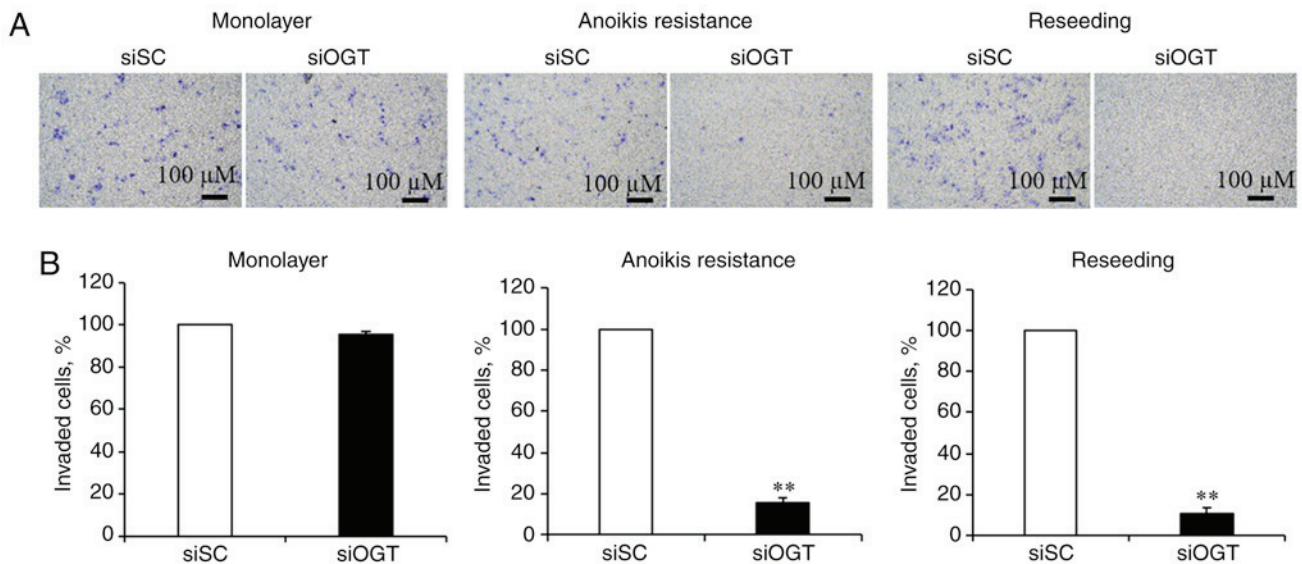 A
Monolayer
Anoikis resistance
Reseeding
siSC
siOGT
siSC
siOGT
siSC
siOGT
100 µM
100 µM
100 µM
100 µM
100 µM
100 µM
B
Monolayer
Invaded cells, %
120
100
80
60
40
20
0
siSC
siOGT
Anoikis resistance
Invaded cells, %
120
100
80
60
40
20
0
**
siSC
siOGT
Reseeding
Invaded cells, %
120
100
80
60
40
20
0
**
siSC
siOGT